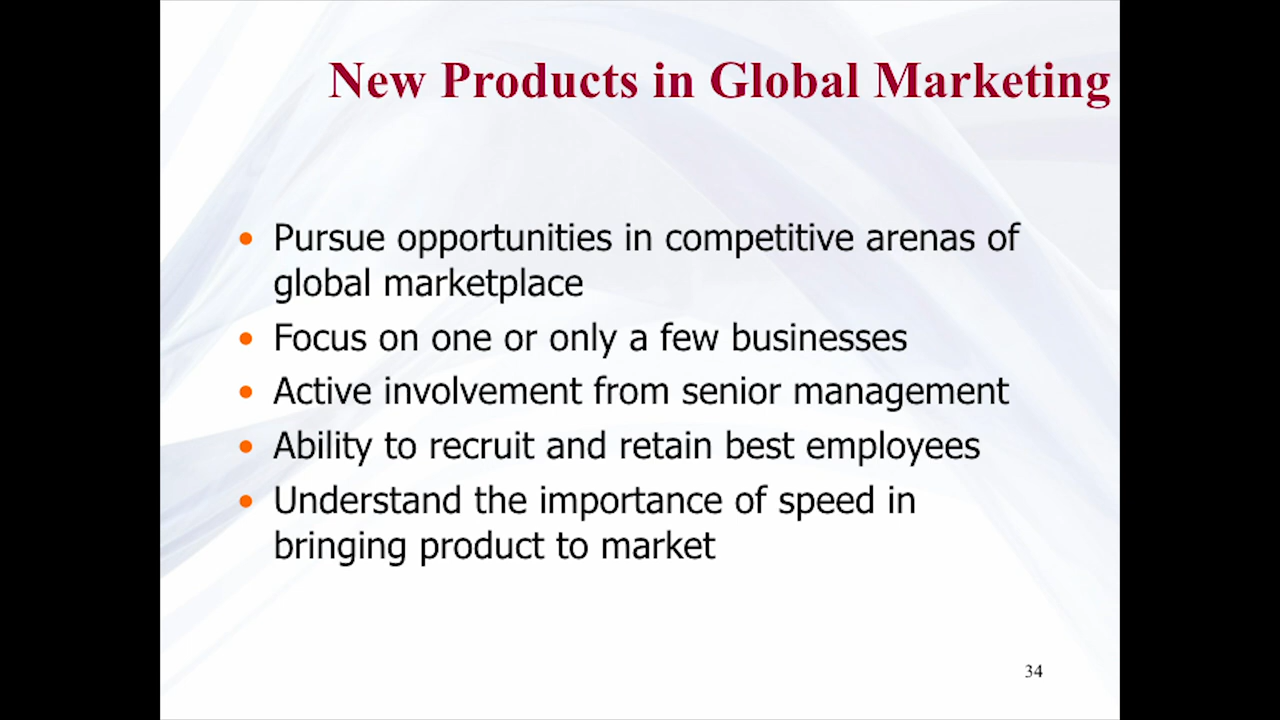 New Products in Global Marketing
• Pursue opportunities in competitive arenas of
global marketplace
• Focus on one or only a few businesses
• Active involvement from senior management
• Ability to recruit and retain best employees
• Understand the importance of speed in
bringing product to market
34